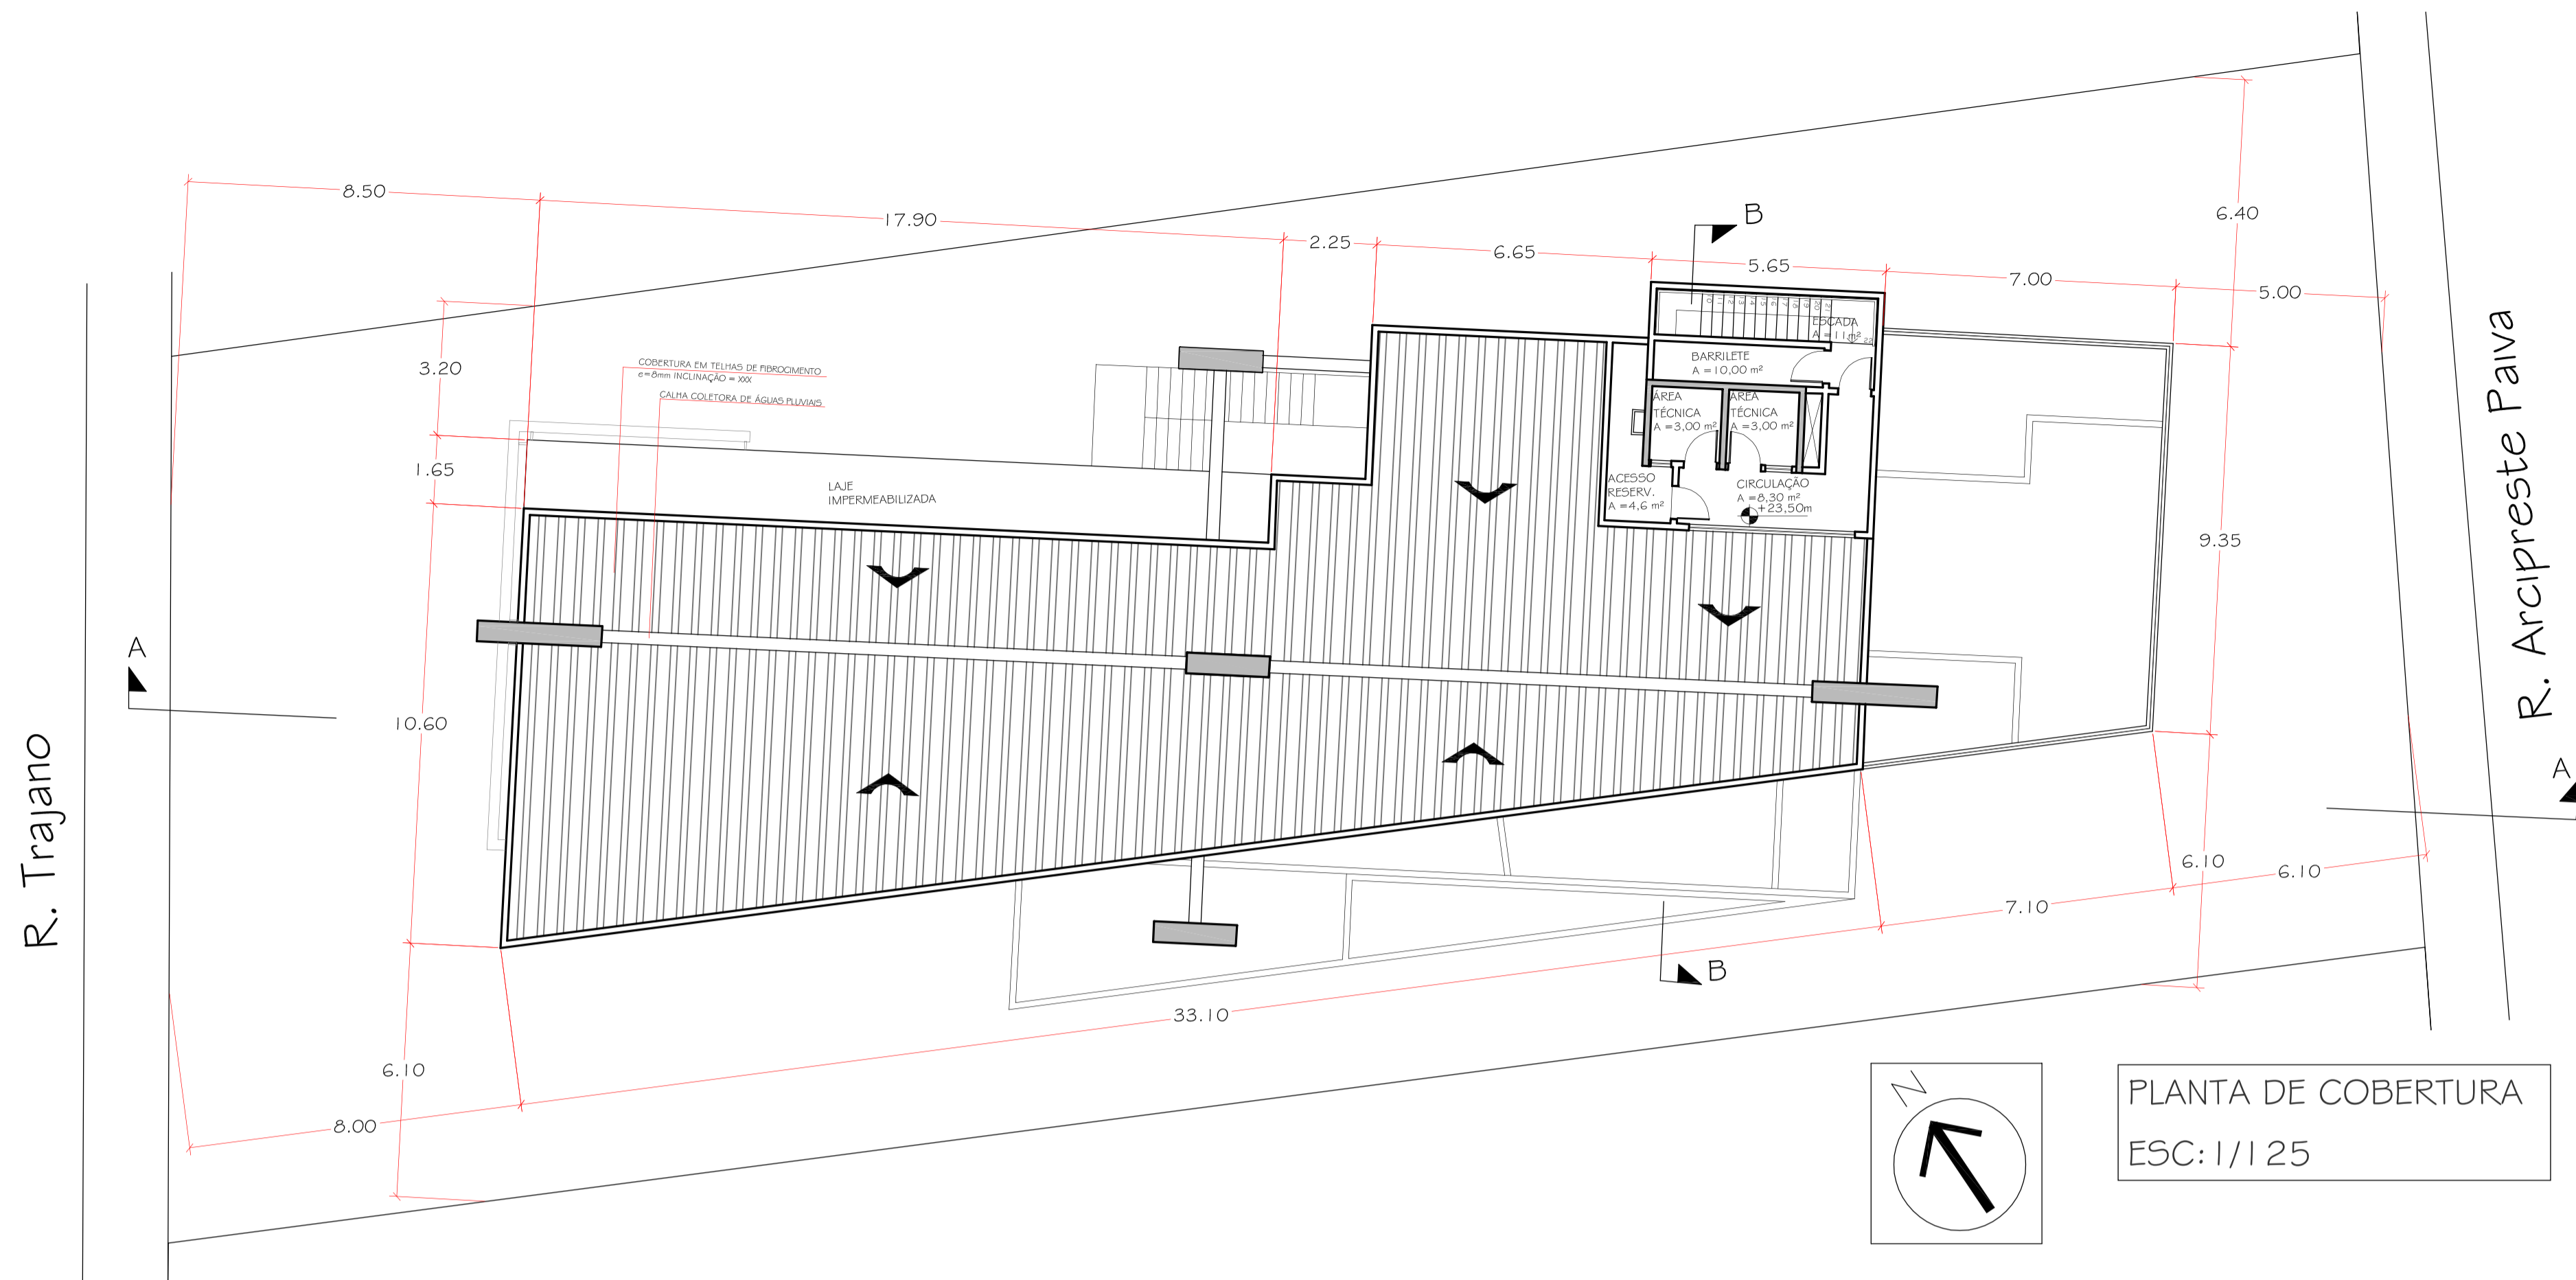 8.50
17.90
2.25
6.65
5.65
7.00
5.00
6.40
B
3.20
1.65
10.60
6.10
COBERTURA EM TELHAS DE FIBROCIMENTO
e=8mm INCLINAÇÃO = XXX
CALHA COLETORA DE ÁGUAS PLUVIAIS
LAJE
IMPERMEABILIZADA
ESCADA
A =11m²
22
BARRILETE
A =10,00 m²
ÁREA
TÉCNICA
A =3,00 m²
ÁREA
TÉCNICA
A =3,00 m²
ACESSO
RESERV.
A =4,6 m²
CIRCULAÇÃO
A =8,30 m²
+23,50m
9.35
A
A
R. Trajano
R. Arcipreste Paiva
6.10
6.10
7.10
33.10
8.00
B
N
PLANTA DE COBERTURA
ESC:1/125